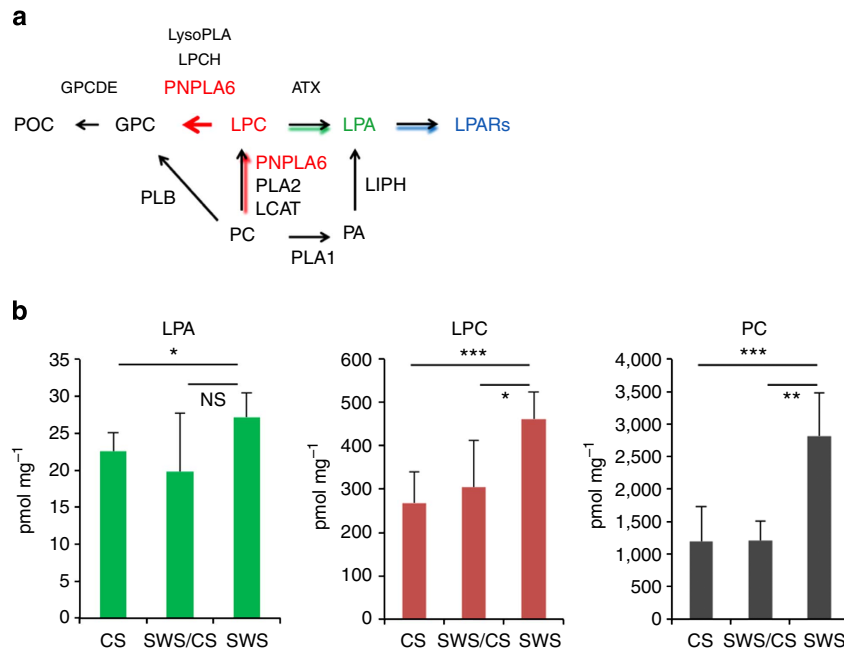 a
LysoPLA
LPCH
GPCDE PNPLA6 ATX
POC GPC LPC LPA LPARs
PNPLA6
PLB PLA2 LIPH
LCAT
PC PA
PLA1
b
LPA
*
NS
35
30
25
20
15
10
5
0
pmol mg⁻¹
CS SWS/CS SWS
LPC
***
*
600
500
400
300
200
100
0
pmol mg⁻¹
CS SWS/CS SWS
PC
***
**
4,000
3,500
3,000
2,500
2,000
1,500
1,000
500
0
pmol mg⁻¹
CS SWS/CS SWS